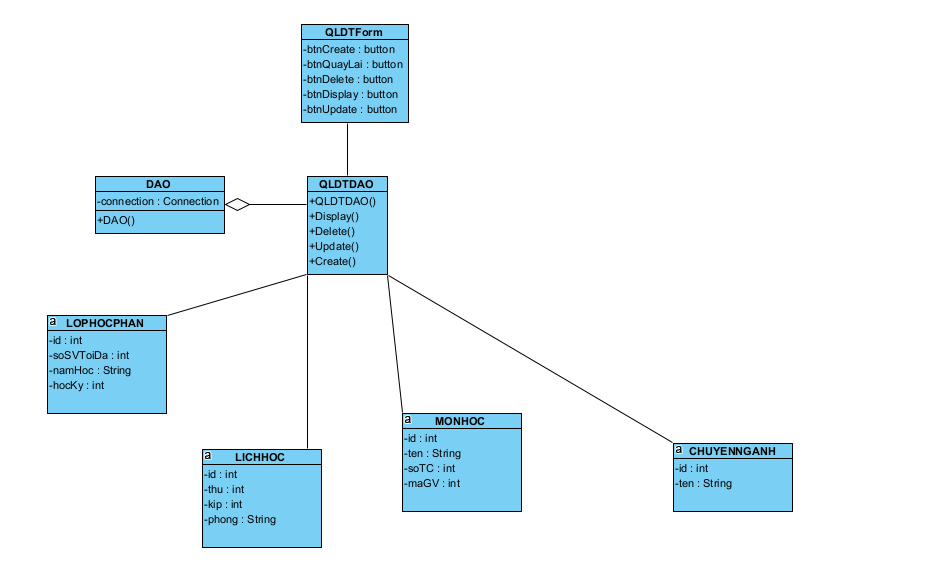 QLDTForm
-btnCreate : button
-btnQuayLai : button
-btnDelete : button
-btnDisplay : button
-btnUpdate : button
DAO
-connection : Connection
+DAO()
QLDTDAO
+QLDTDAO()
+Display()
+Delete()
+Update()
+Create()
a LOPHOCPHAN
-id : int
-soSVToiDa : int
-namHoc : String
-hocKy : int
a LICHHOC
-id : int
-thu : int
-kip : int
-phong : String
a MONHOC
-id : int
-ten : String
-soTC : int
-maGV : int
a CHUYENNGANH
-id : int
-ten : String